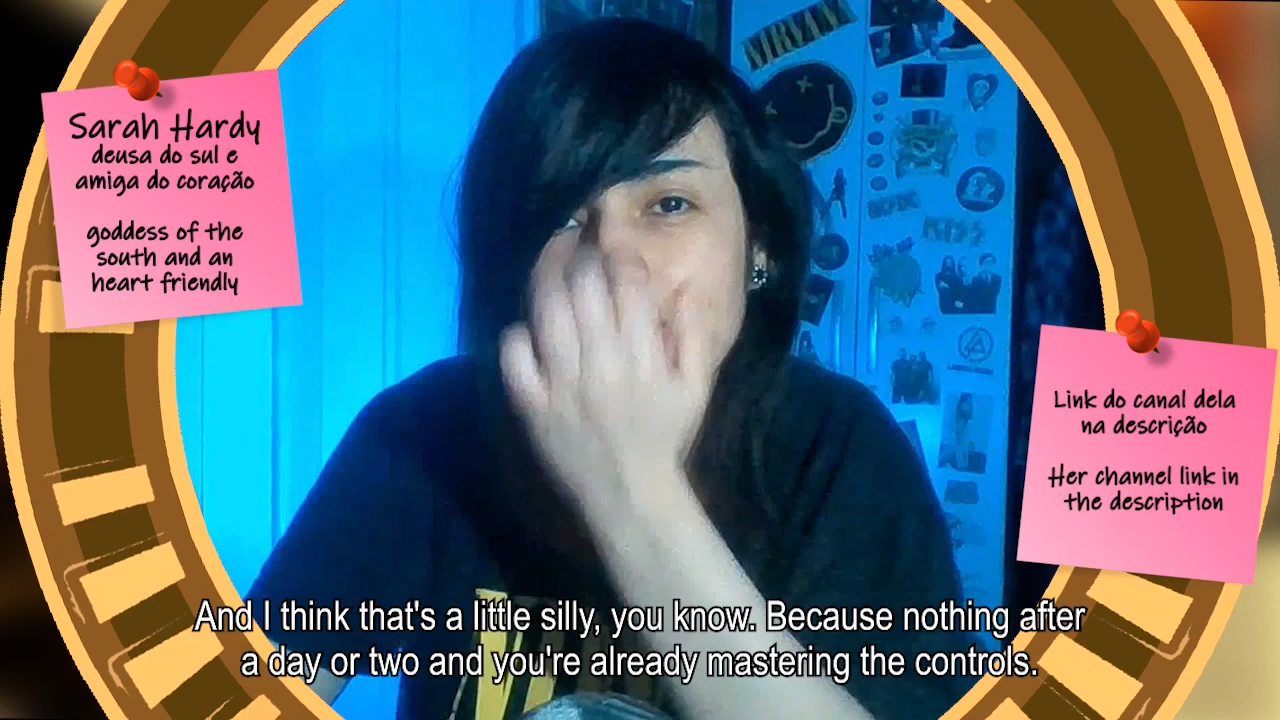 Sarah Hardy
deusa do sul e
amiga do coração
goddess of the
south and an
heart friendly
NIRVANA
KISS
Link do canal dela
na descrição
Her channel link in
the description
And I think that's a little silly, you know. Because nothing after
a day or two and you're already mastering the controls.